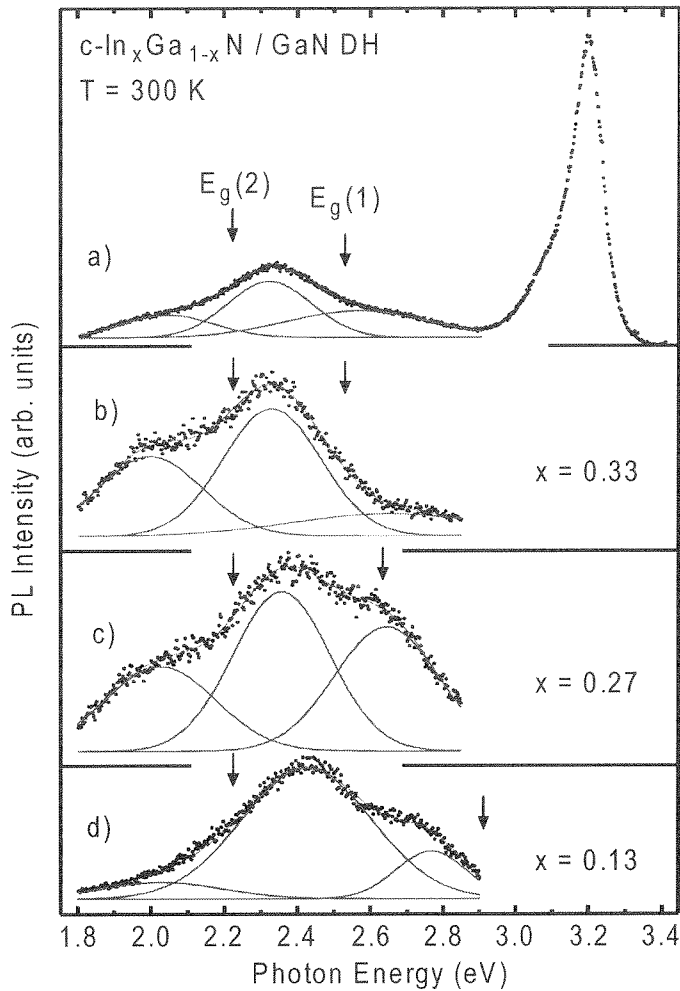 c-InₓGa₁₋ₓN / GaN DH
T = 300 K
E_g(2)
E_g(1)
a)
b)
x = 0.33
c)
x = 0.27
d)
x = 0.13
PL Intensity (arb. units)
1.8 2.0 2.2 2.4 2.6 2.8 3.0 3.2 3.4
Photon Energy (eV)